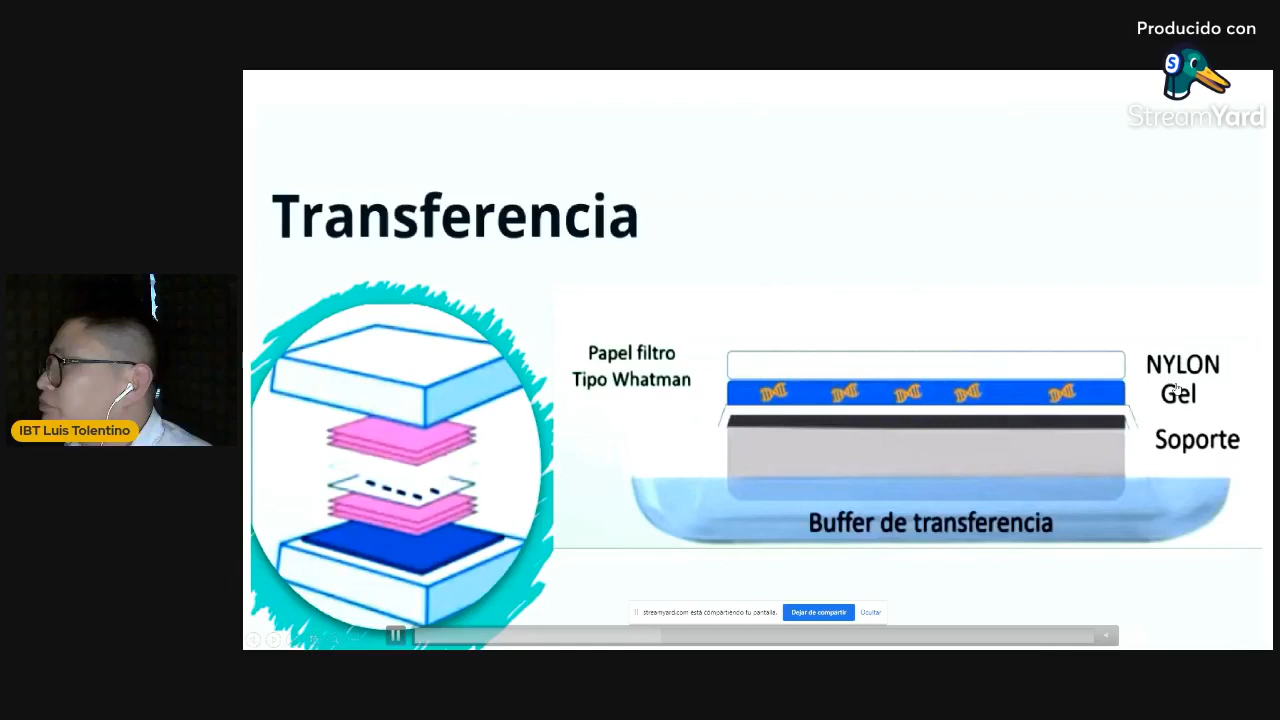 Producido con
S
StreamYard
Transferencia
Papel filtro
Tipo Whatman
NYLON
Gel
Soporte
Buffer de transferencia
IBT Luis Tolentino
streamyard.com está compartiendo tu pantalla.
Dejar de compartir
Ocultar